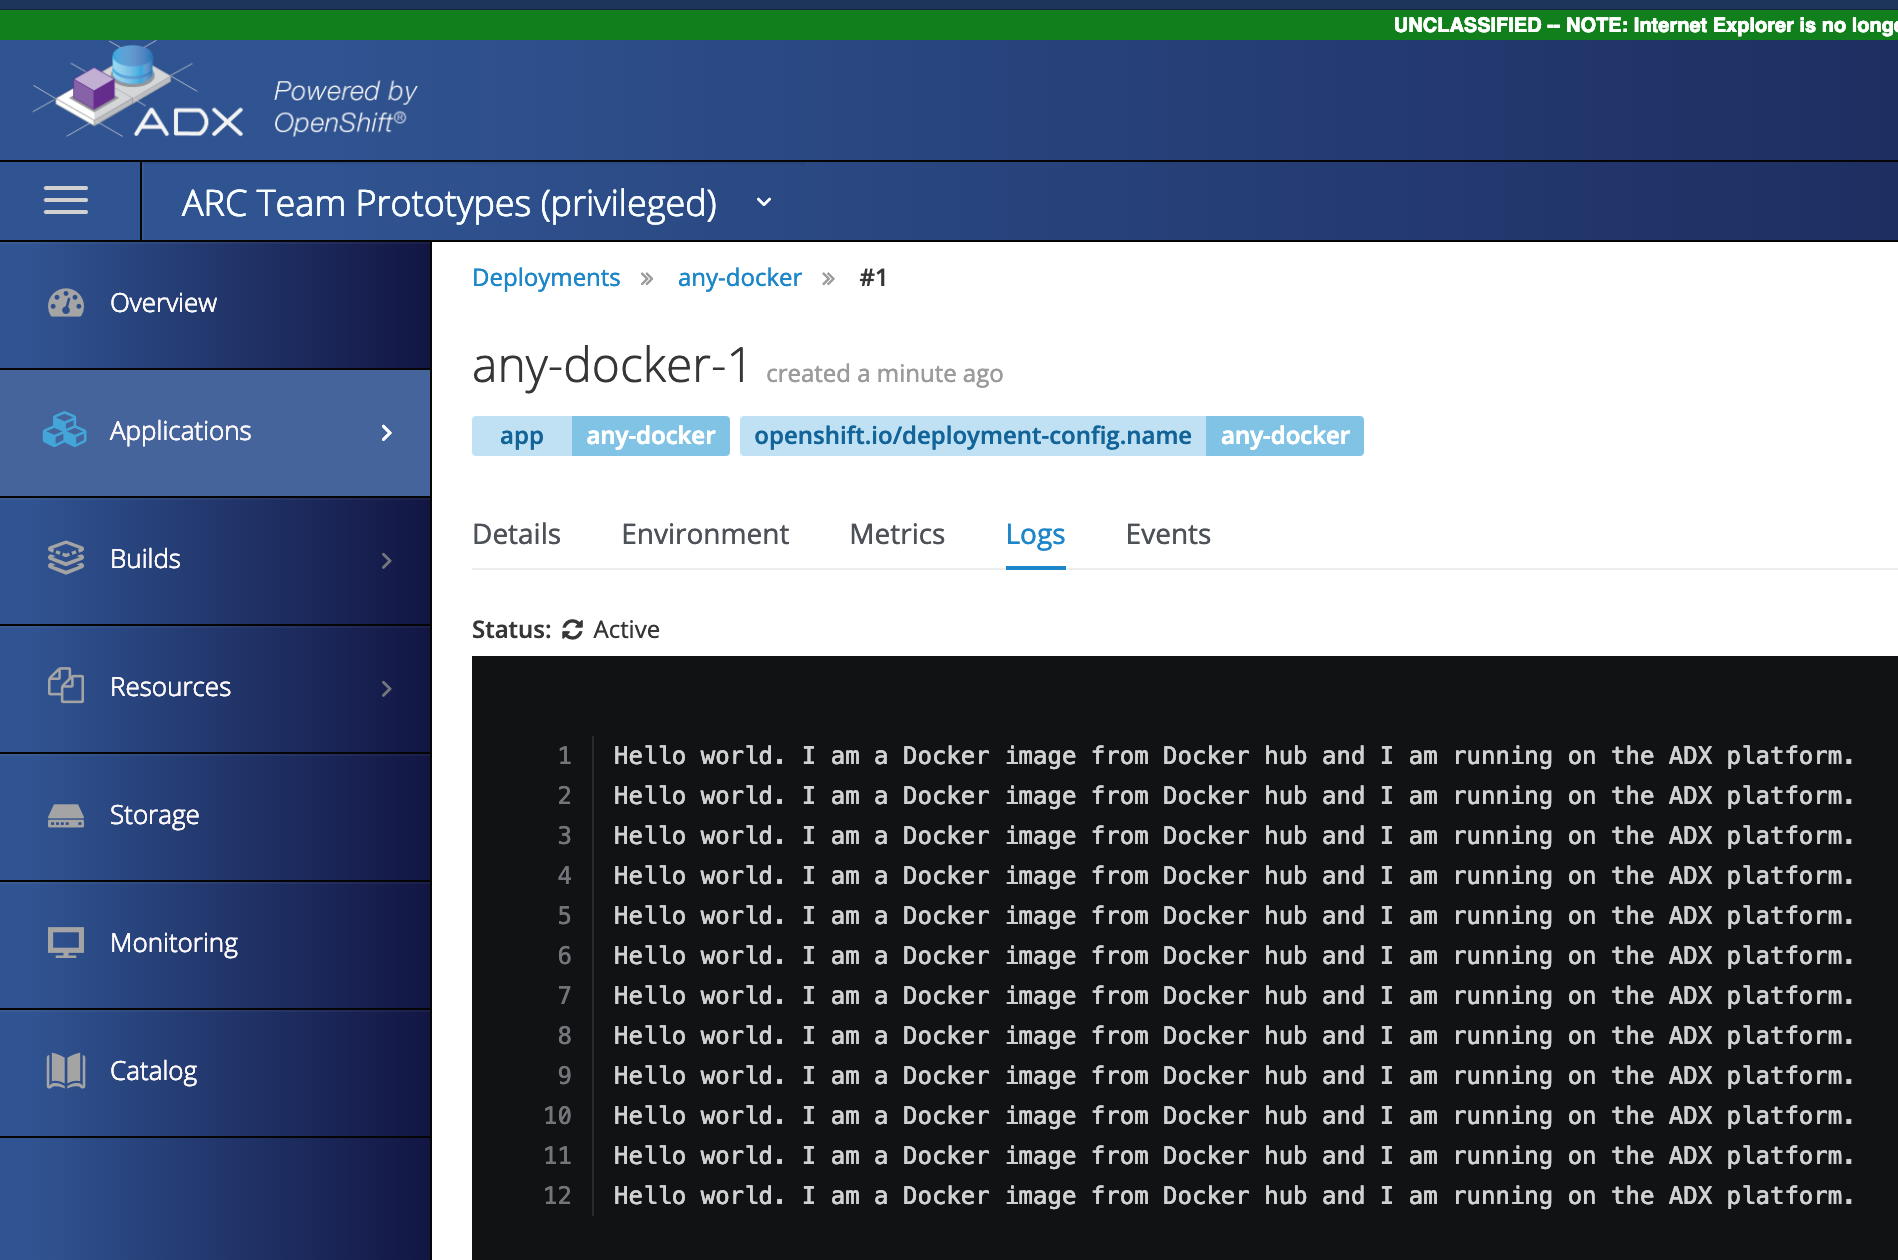 UNCLASSIFIED -- NOTE: Internet Explorer is no
ADX
Powered by
OpenShift®
ARC Team Prototypes (privileged)
Overview
Applications
Builds
Resources
Storage
Monitoring
Catalog
Deployments » any-docker » #1
any-docker-1 created a minute ago
app any-docker openshift.io/deployment-config.name any-docker
Details Environment Metrics Logs Events
Status: Active
1 Hello world. I am a Docker image from Docker hub and I am running on the ADX platform.
2 Hello world. I am a Docker image from Docker hub and I am running on the ADX platform.
3 Hello world. I am a Docker image from Docker hub and I am running on the ADX platform.
4 Hello world. I am a Docker image from Docker hub and I am running on the ADX platform.
5 Hello world. I am a Docker image from Docker hub and I am running on the ADX platform.
6 Hello world. I am a Docker image from Docker hub and I am running on the ADX platform.
7 Hello world. I am a Docker image from Docker hub and I am running on the ADX platform.
8 Hello world. I am a Docker image from Docker hub and I am running on the ADX platform.
9 Hello world. I am a Docker image from Docker hub and I am running on the ADX platform.
10 Hello world. I am a Docker image from Docker hub and I am running on the ADX platform.
11 Hello world. I am a Docker image from Docker hub and I am running on the ADX platform.
12 Hello world. I am a Docker image from Docker hub and I am running on the ADX platform.